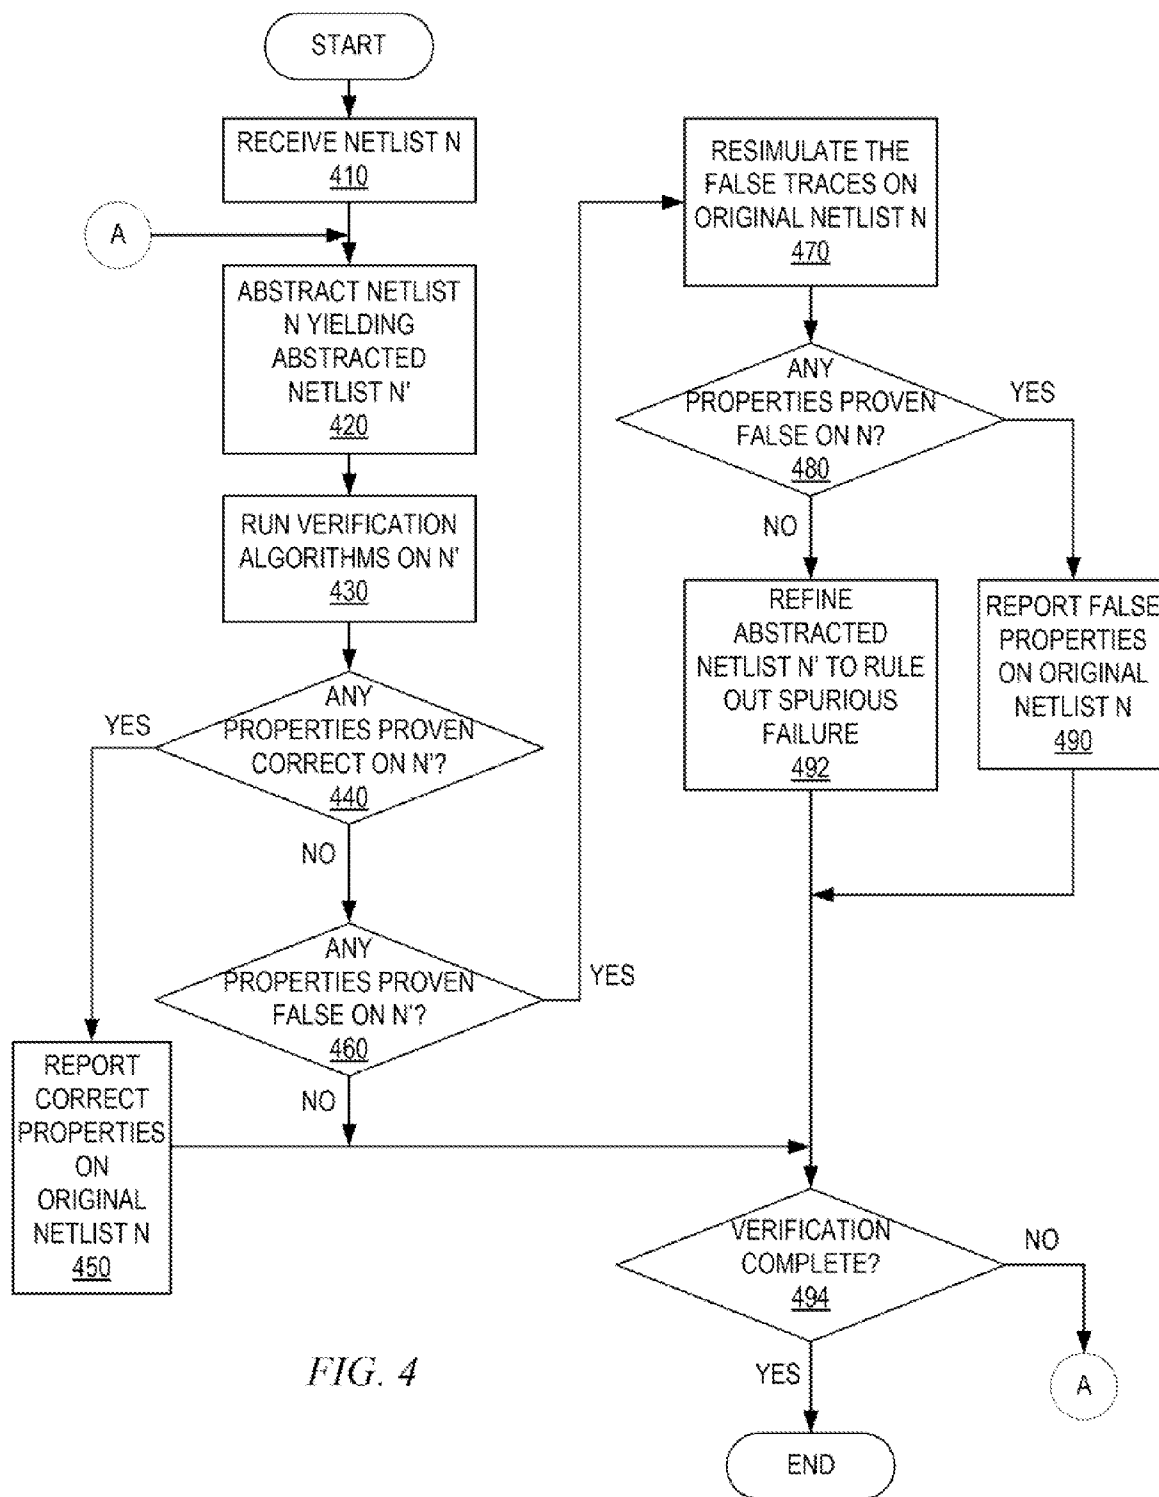 START
RECEIVE NETLIST N
410
A
ABSTRACT NETLIST
N YIELDING
ABSTRACTED
NETLIST N'
420
RUN VERIFICATION
ALGORITHMS ON N'
430
ANY
PROPERTIES PROVEN
CORRECT ON N'?
440
YES
NO
ANY
PROPERTIES PROVEN
FALSE ON N'?
460
YES
NO
REPORT
CORRECT
PROPERTIES
ON
ORIGINAL
NETLIST N
450
RESIMULATE THE
FALSE TRACES ON
ORIGINAL NETLIST N
470
ANY
PROPERTIES PROVEN
FALSE ON N?
480
YES
NO
REFINE
ABSTRACTED
NETLIST N' TO RULE
OUT SPURIOUS
FAILURE
492
REPORT FALSE
PROPERTIES
ON ORIGINAL
NETLIST N
490
VERIFICATION
COMPLETE?
494
NO
YES
A
END
FIG. 4